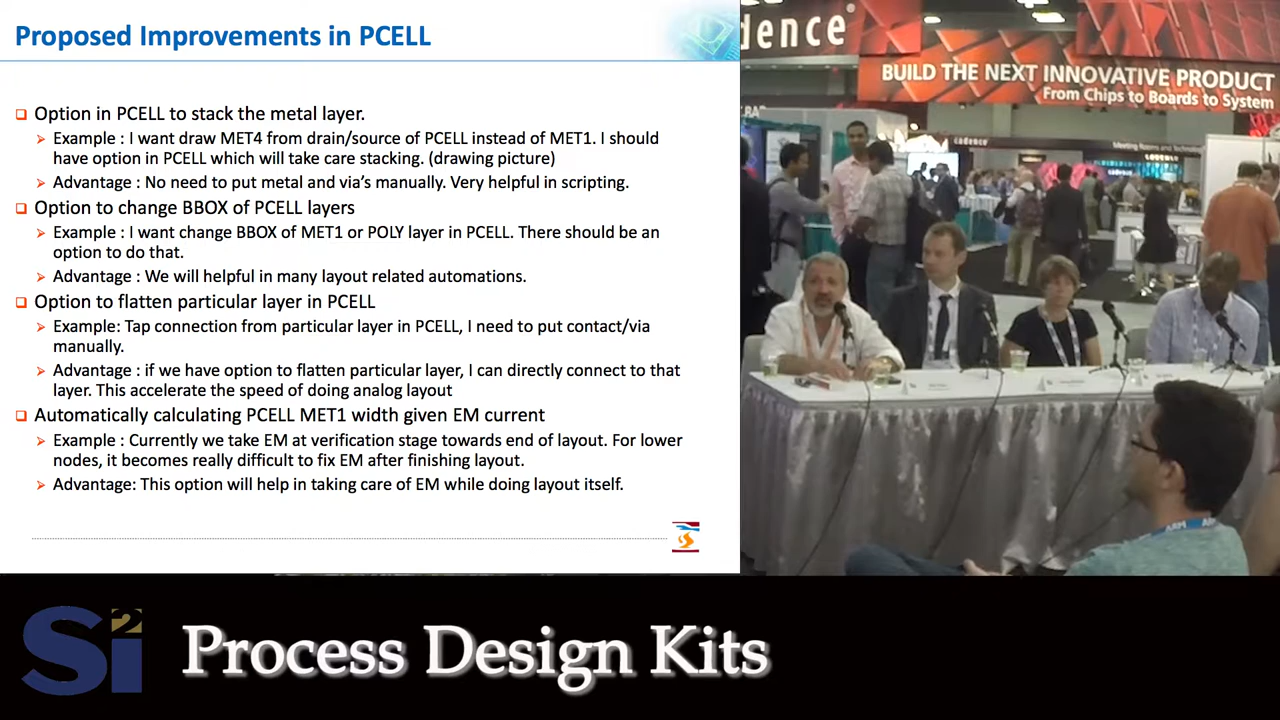 Proposed Improvements in PCELL
❑ Option in PCELL to stack the metal layer.
➢ Example : I want draw MET4 from drain/source of PCELL instead of MET1. I should
have option in PCELL which will take care stacking. (drawing picture)
➢ Advantage : No need to put metal and via's manually. Very helpful in scripting.
❑ Option to change BBOX of PCELL layers
➢ Example : I want change BBOX of MET1 or POLY layer in PCELL. There should be an
option to do that.
➢ Advantage : We will helpful in many layout related automations.
❑ Option to flatten particular layer in PCELL
➢ Example: Tap connection from particular layer in PCELL, I need to put contact/via
manually.
➢ Advantage : if we have option to flatten particular layer, I can directly connect to that
layer. This accelerate the speed of doing analog layout
❑ Automatically calculating PCELL MET1 width given EM current
➢ Example : Currently we take EM at verification stage towards end of layout. For lower
nodes, it becomes really difficult to fix EM after finishing layout.
➢ Advantage: This option will help in taking care of EM while doing layout itself.
dence®
BUILD THE NEXT INNOVATIVE PRODUCT
From Chips to Boards to System
cadence
Meeting Rooms and
cadence
ARM
ARM
Si2
Process Design Kits